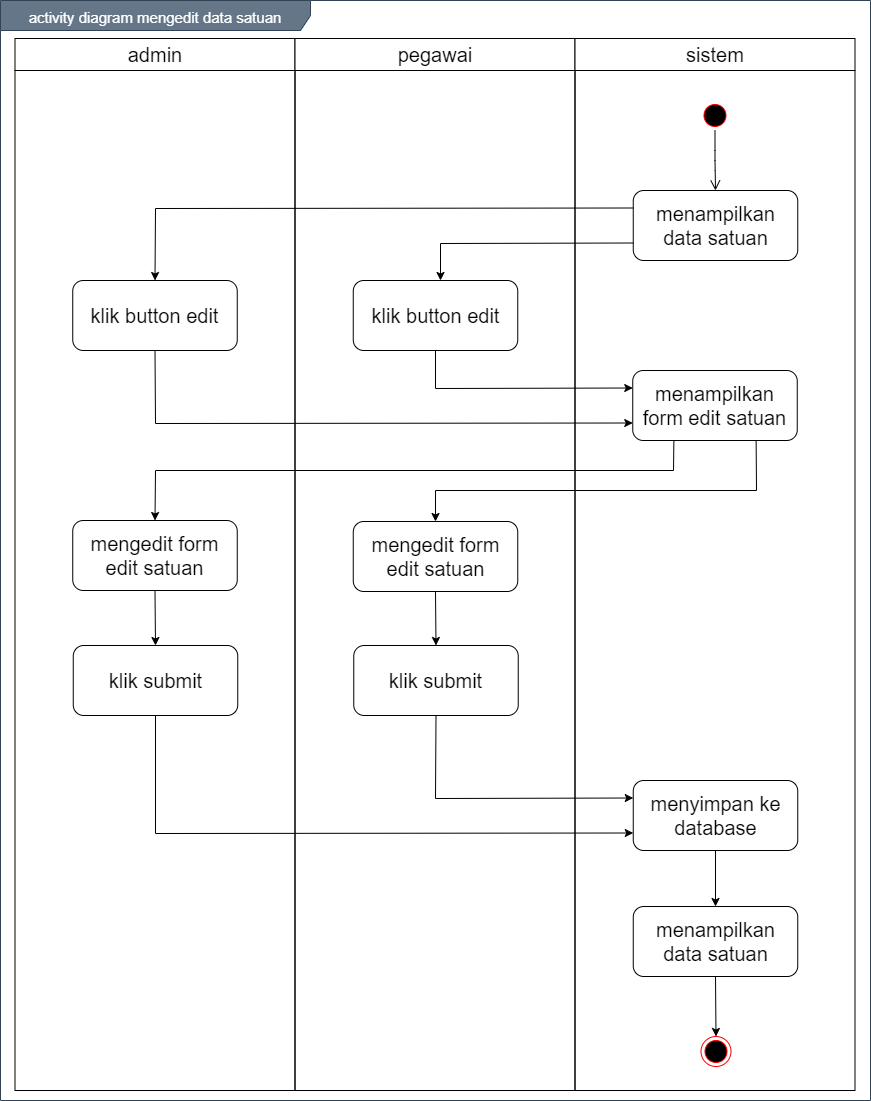 activity diagram mengedit data satuan
admin
pegawai
sistem
menampilkan
data satuan
klik button edit
klik button edit
menampilkan
form edit satuan
mengedit form
edit satuan
mengedit form
edit satuan
klik submit
klik submit
menyimpan ke
database
menampilkan
data satuan